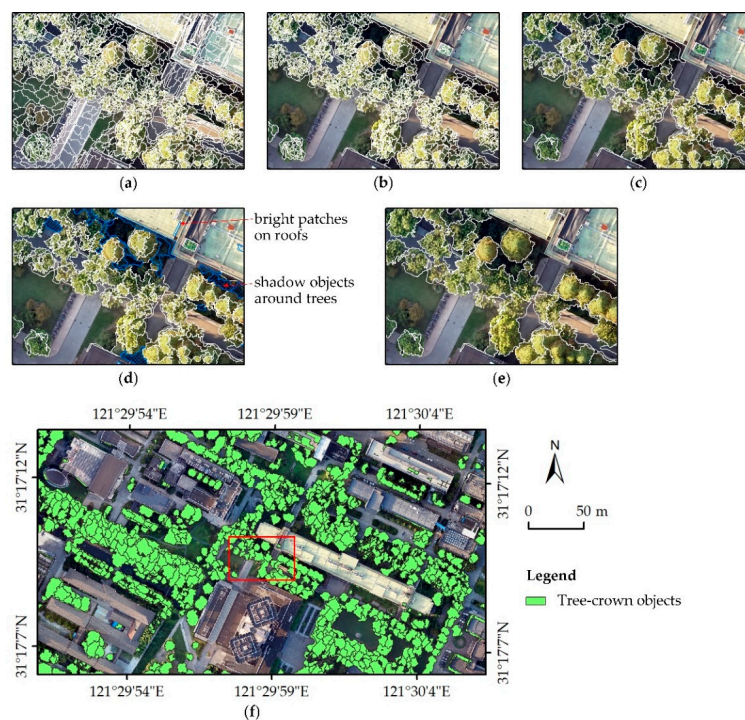 (a)
(b)
(c)
bright patches
on roofs
shadow objects
around trees
(d)
(e)
121°29'54"E
121°29'59"E
121°30'4"E
31°17'12"N
31°17'12"N
N
0
50 m
Legend
Tree-crown objects
31°17'7"N
31°17'7"N
121°29'54"E
121°29'59"E
121°30'4"E
(f)